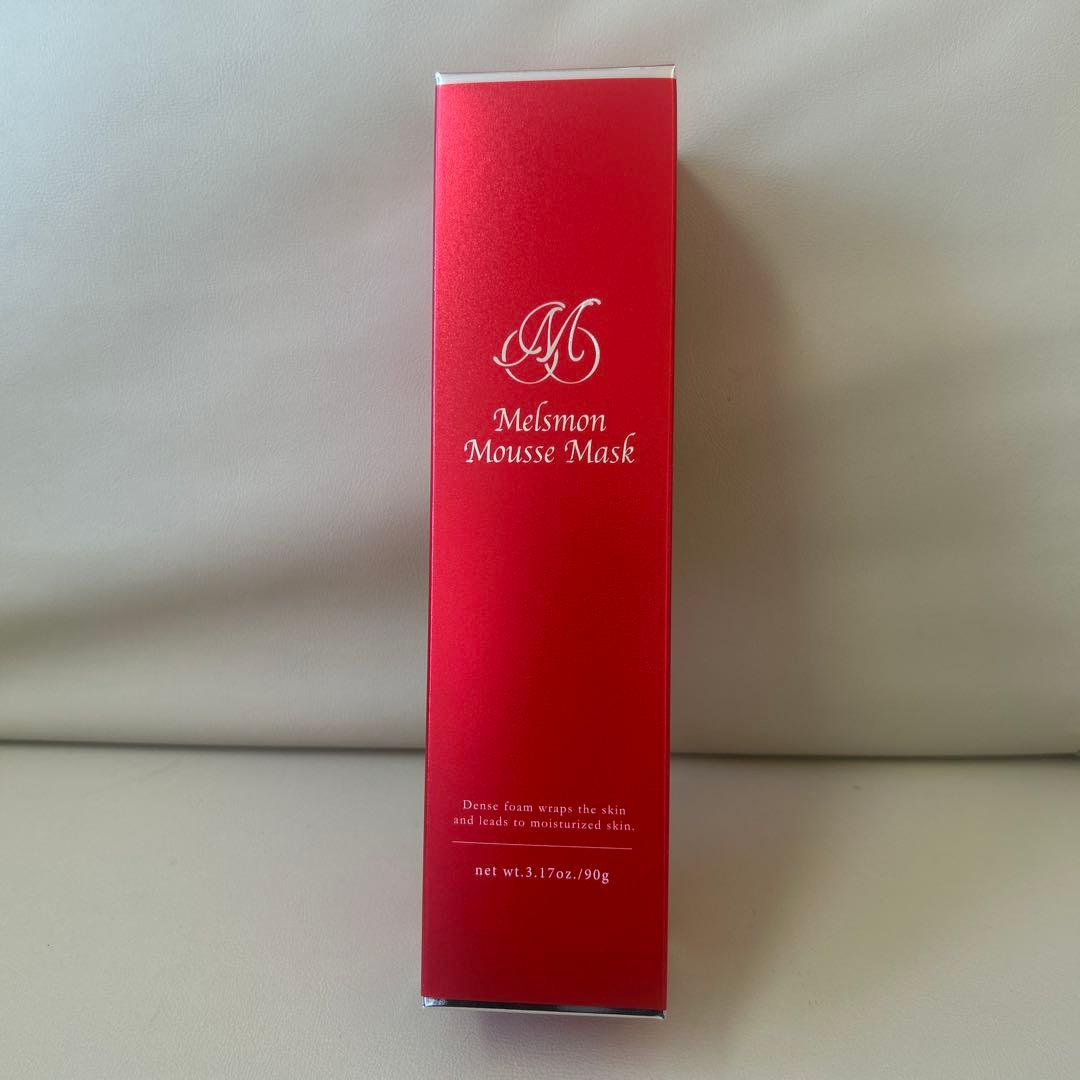 M
Melsmon
Mousse Mask
Dense foam wraps the skin
and leads to moisturized skin.
net wt.3.17oz./90g